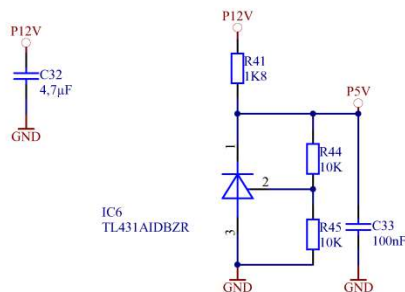 P12V
P12V
C32
4,7µF
GND
R41
1K8
P5V
1
R44
10K
2
IC6
TL431AIDBZR
3
R45
10K
C33
100nF
GND
GND